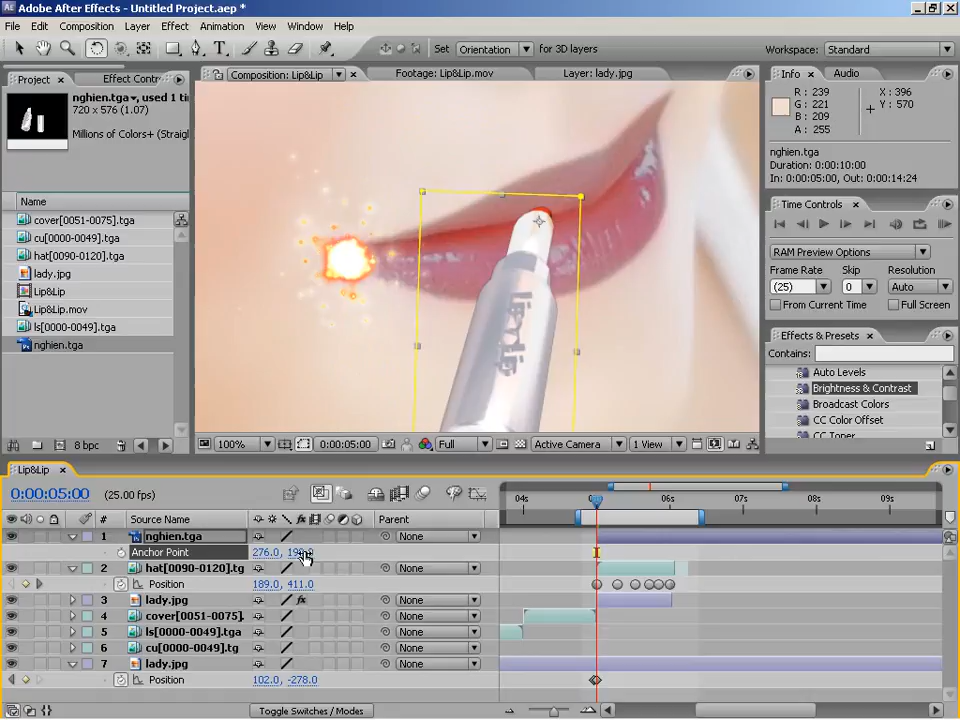 Adobe After Effects - Untitled Project.aep *
File Edit Composition Layer Effect Animation View Window Help
Set Orientation for 3D layers Workspace: Standard
Project Effect Contr
Composition: Lip&Lip Footage: Lip&Lip.mov Layer: lady.jpg
Info Audio
nghien.tga, used 1 ti
720 x 576 (1.07)
Millions of Colors+ (Straig
R: 239
G: 221
B: 209
A: 255
X: 396
Y: 570
nghien.tga
Duration: 0:00:10:00
In: 0:00:05:00, Out: 0:00:14:24
Name
cover[0051-0075].tga
cu[0000-0049].tga
hat[0090-0120].tga
lady.jpg
Lip&Lip
Lip&Lip.mov
ls[0000-0049].tga
nghien.tga
Time Controls
RAM Preview Options
Frame Rate Skip Resolution
(25) 0 Auto
From Current Time Full Screen
Effects & Presets
Contains:
Auto Levels
Brightness & Contrast
Broadcast Colors
CC Color Offset
CC Toner
8 bpc
100% 0:00:05:00 Full Active Camera 1 View
Lip&Lip
0:00:05:00 (25.00 fps)
04s 06s 07s 08s 09s
# Source Name Parent
1 nghien.tga None
Anchor Point 276.0,
2 hat[0090-0120].tg None
Position 189.0, 411.0
3 lady.jpg None
4 cover[0051-0075]. None
5 ls[0000-0049].tga None
6 cu[0000-0049].tg None
7 lady.jpg None
Position 102.0, -278.0
Toggle Switches / Modes